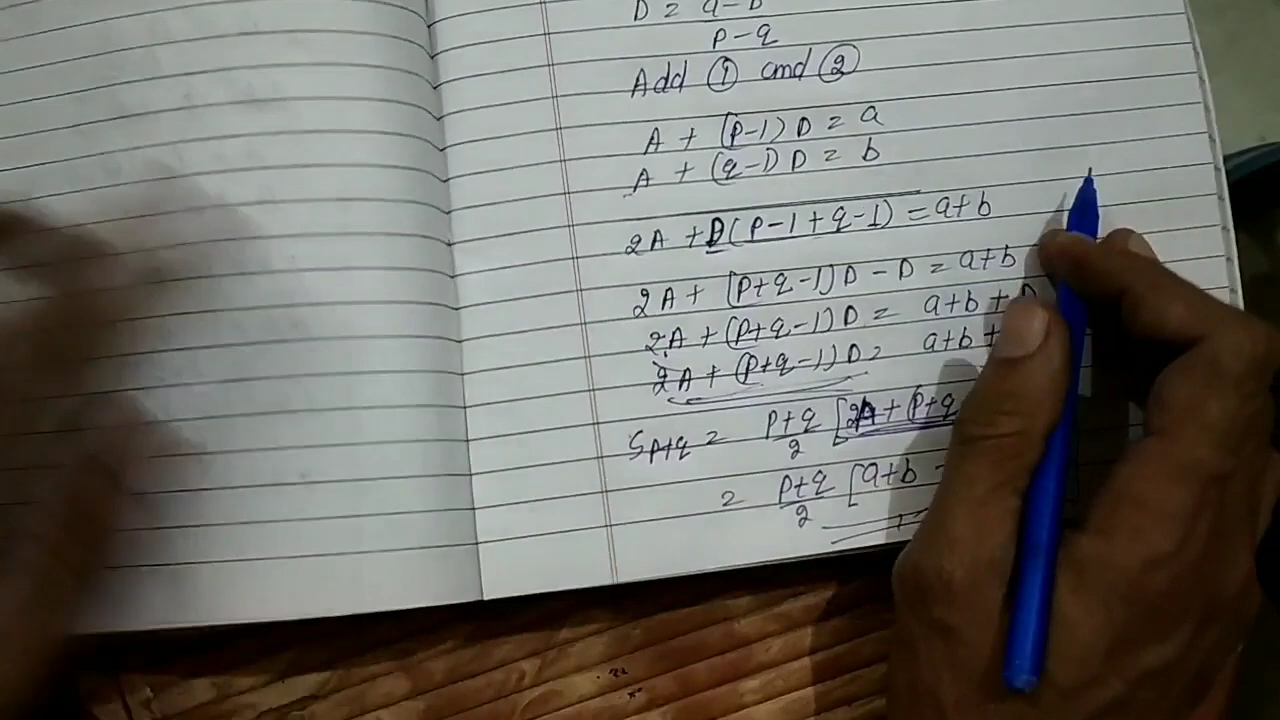 D = a-b
p-q
Add ① and ②
A + (p-1) D = a
A + (q-1) D = b
2A + D(p-1+q-1) = a+b
2A + (p+q-1) D - D = a+b
2A + (p+q-1) D = a+b + D
2A + (p+q-1) D = a+b +
Sp+q = p+q/2 [2A + (p+q
= p+q/2 [a+b